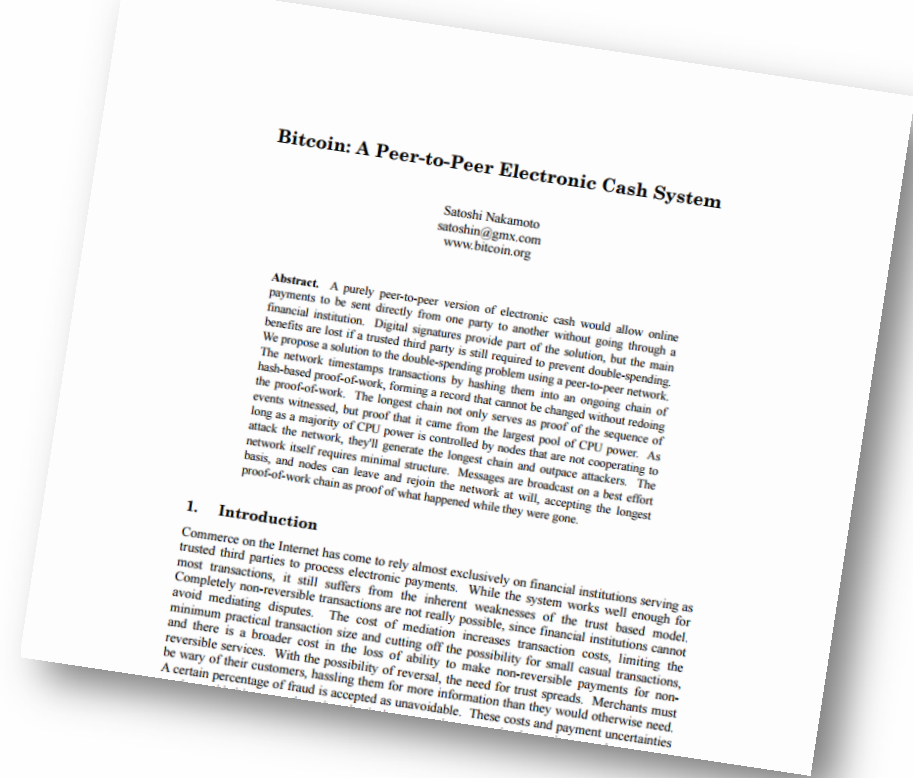 Bitcoin: A Peer-to-Peer Electronic Cash System
Satoshi Nakamoto
satoshin@gmx.com
www.bitcoin.org
Abstract. A purely peer-to-peer version of electronic cash would allow online
payments to be sent directly from one party to another without going through a
financial institution. Digital signatures provide part of the solution, but the main
benefits are lost if a trusted third party is still required to prevent double-spending.
We propose a solution to the double-spending problem using a peer-to-peer network.
The network timestamps transactions by hashing them into an ongoing chain of
hash-based proof-of-work, forming a record that cannot be changed without redoing
the proof-of-work. The longest chain not only serves as proof of the sequence of
events witnessed, but proof that it came from the largest pool of CPU power. As
long as a majority of CPU power is controlled by nodes that are not cooperating to
attack the network, they'll generate the longest chain and outpace attackers. The
network itself requires minimal structure. Messages are broadcast on a best effort
basis, and nodes can leave and rejoin the network at will, accepting the longest
proof-of-work chain as proof of what happened while they were gone.
1. Introduction
Commerce on the Internet has come to rely almost exclusively on financial institutions serving as
trusted third parties to process electronic payments. While the system works well enough for
most transactions, it still suffers from the inherent weaknesses of the trust based model.
Completely non-reversible transactions are not really possible, since financial institutions cannot
avoid mediating disputes. The cost of mediation increases transaction costs, limiting the
minimum practical transaction size and cutting off the possibility for small casual transactions,
and there is a broader cost in the loss of ability to make non-reversible payments for non-
reversible services. With the possibility of reversal, the need for trust spreads. Merchants must
be wary of their customers, hassling them for more information than they would otherwise need.
A certain percentage of fraud is accepted as unavoidable. These costs and payment uncertainties